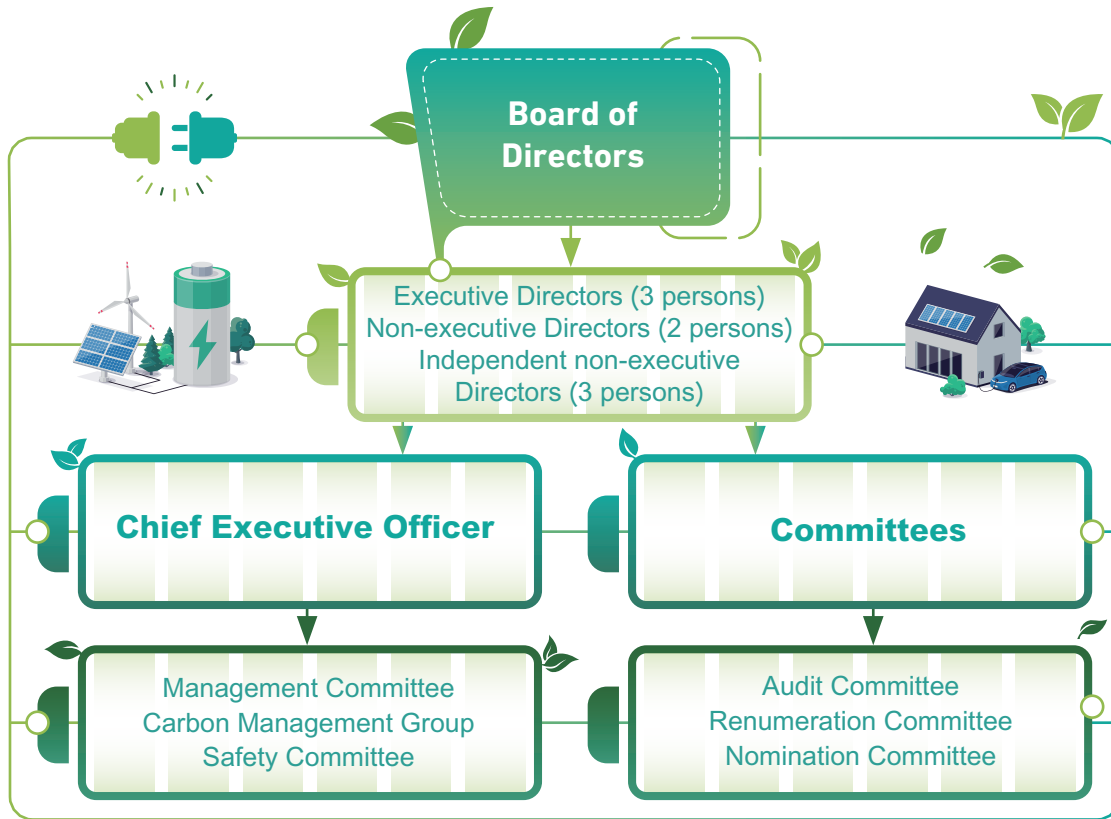 Board of
Directors
Executive Directors (3 persons)
Non-executive Directors (2 persons)
Independent non-executive
Directors (3 persons)
Chief Executive Officer
Committees
Management Committee
Carbon Management Group
Safety Committee
Audit Committee
Renumeration Committee
Nomination Committee